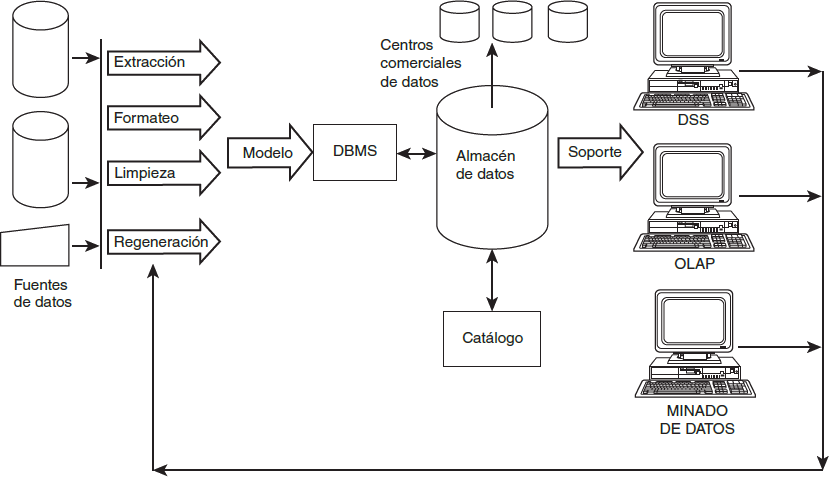 Extracción
Formateo
Limpieza
Regeneración
Fuentes
de datos
Modelo
DBMS
Centros
comerciales
de datos
Almacén
de datos
Catálogo
Soporte
DSS
OLAP
MINADO
DE DATOS